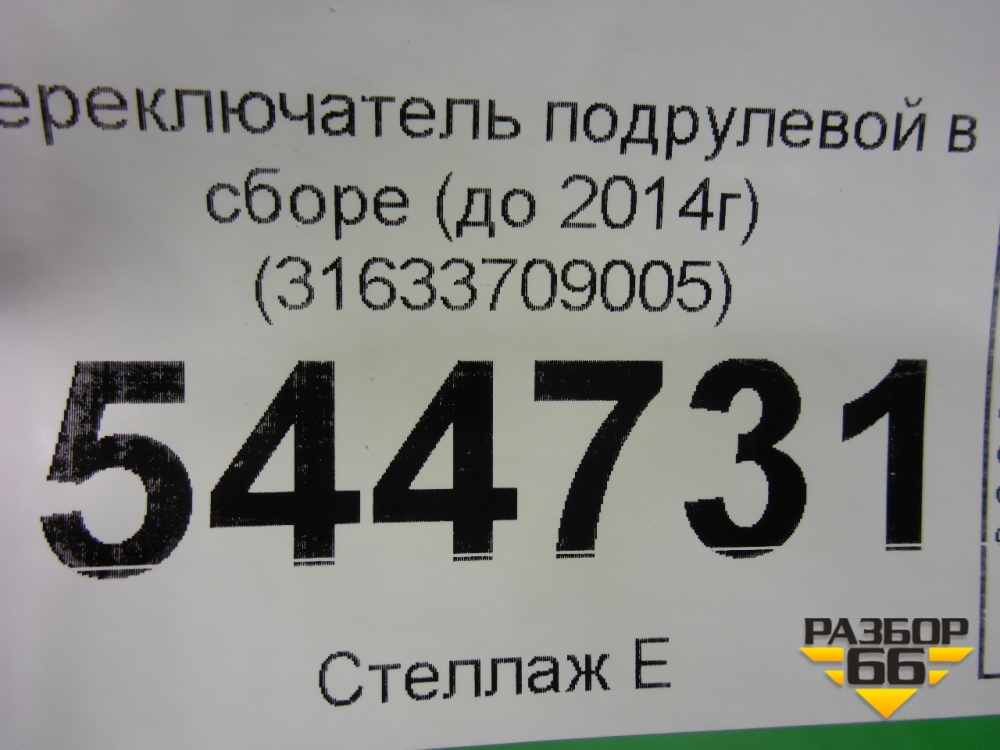 ереключатель подрулевой в
сборе (до 2014г)
(31633709005)
544731
Стеллаж Е
РАЗБОР
66